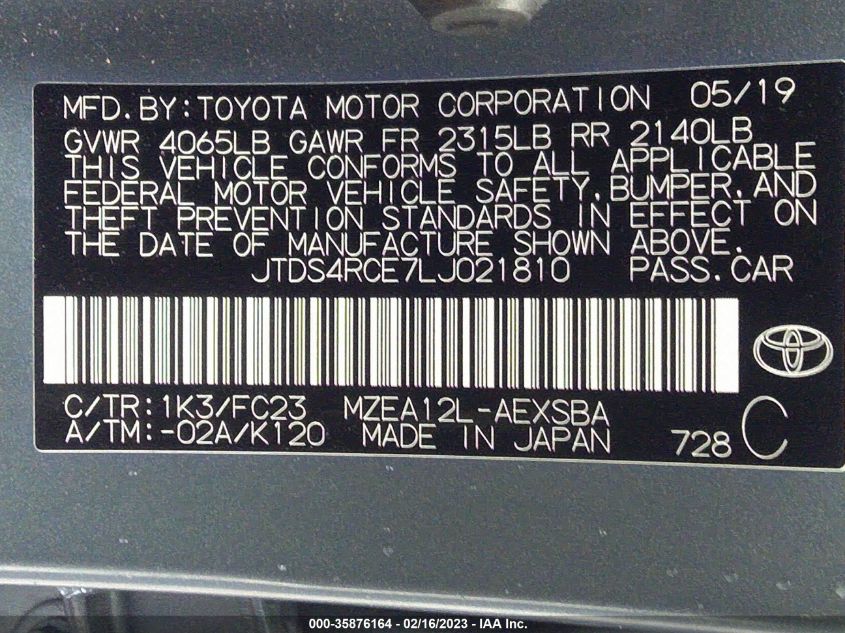 MFD. BY: TOYOTA MOTOR CORPORATION 05/19
GVWR 4065LB GAWR FR 2315LB RR 2140LB
THIS VEHICLE CONFORMS TO ALL APPLICABLE
FEDERAL MOTOR VEHICLE SAFETY, BUMPER, AND
THEFT PREVENTION STANDARDS IN EFFECT ON
THE DATE OF MANUFACTURE SHOWN ABOVE.
JTDS4RCE7LJ021810 PASS. CAR
C/TR: 1K3/FC23 MZEA12L-AEXSBA
A/TM: -02A/K120 MADE IN JAPAN 728 C
000-35876164 - 02/16/2023 - IAA Inc.